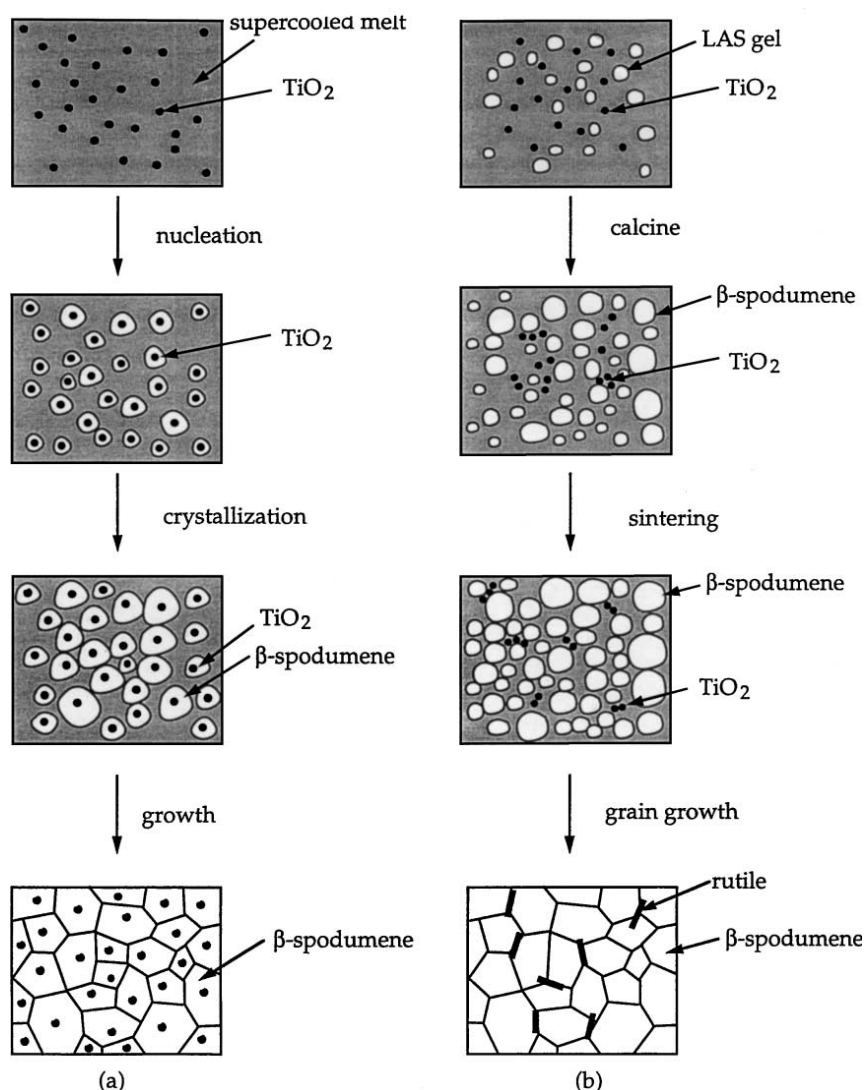 supercooled melt
TiO2
nucleation
TiO2
crystallization
TiO2
β-spodumene
growth
β-spodumene
(a)
LAS gel
TiO2
calcine
β-spodumene
TiO2
sintering
β-spodumene
TiO2
grain growth
rutile
β-spodumene
(b)